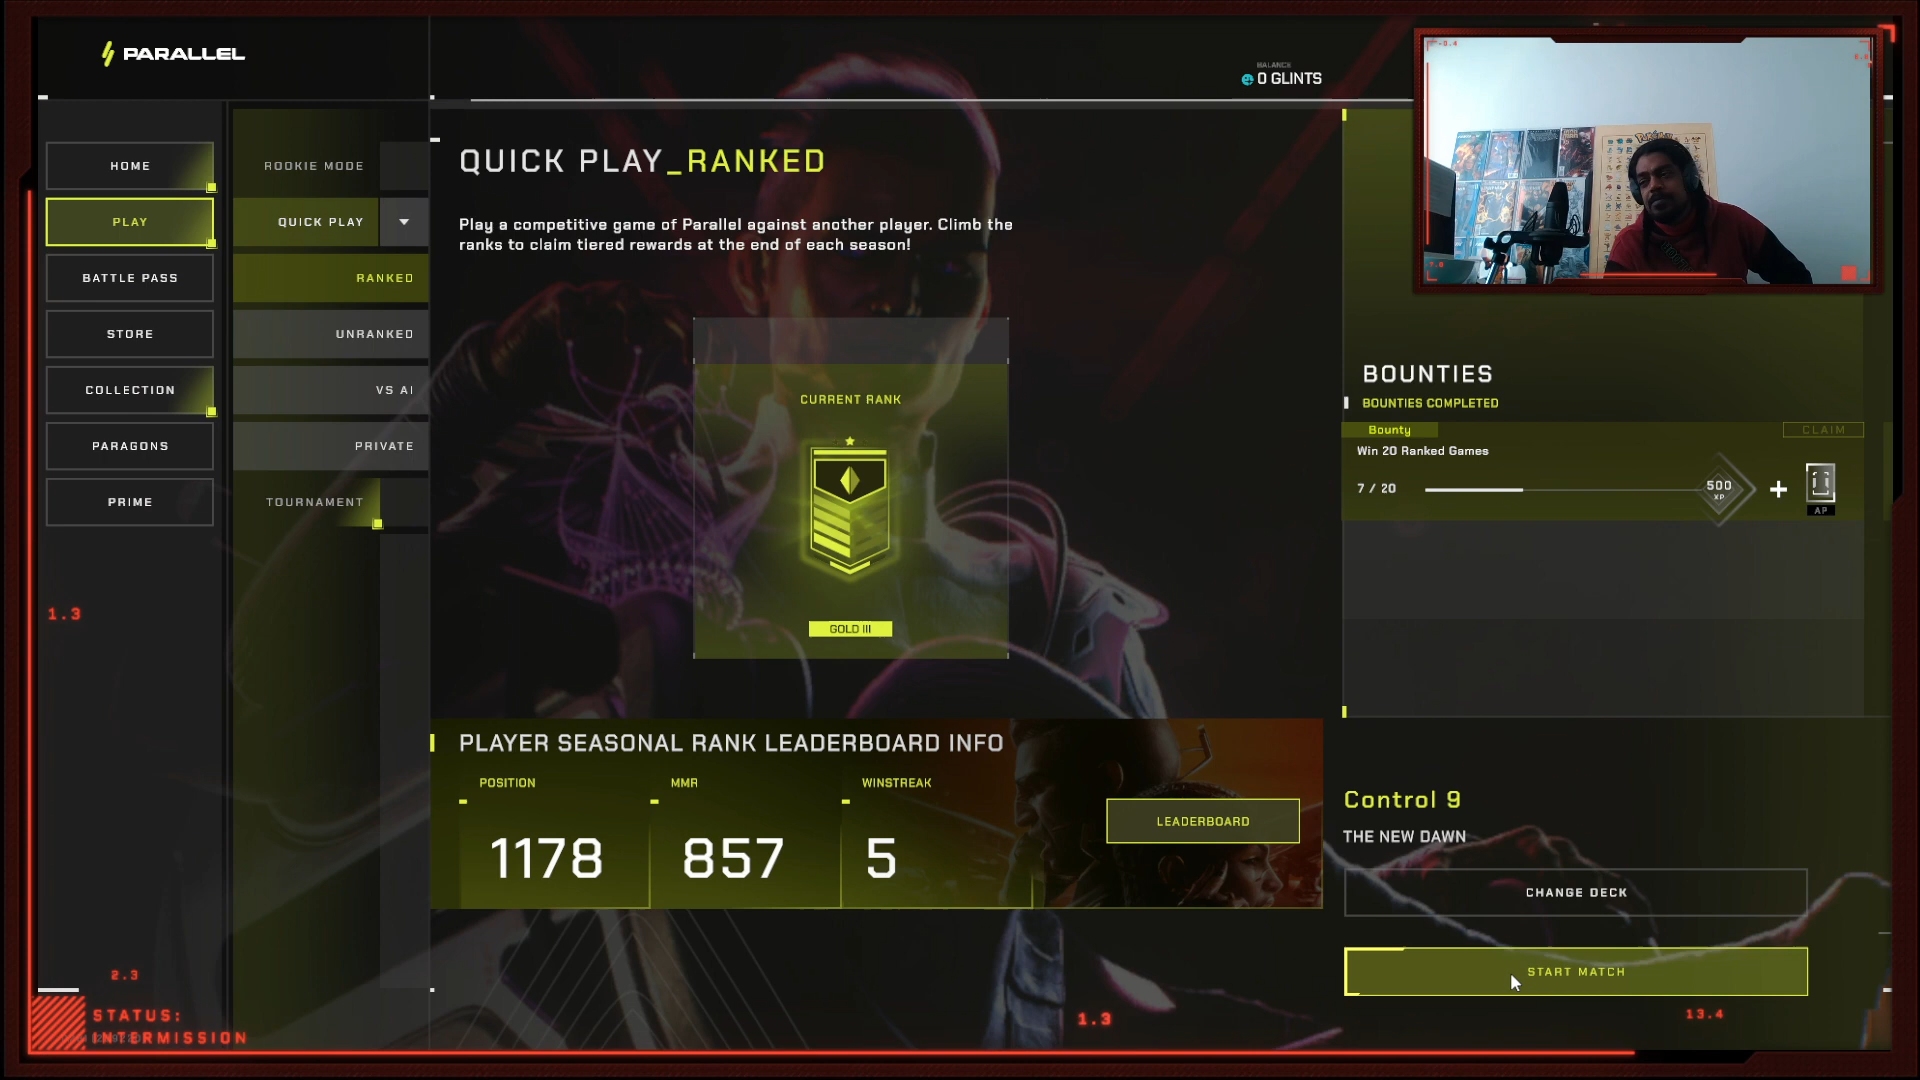 PARALLEL
BALANCE
0 GLINTS
HOME
PLAY
BATTLE PASS
STORE
COLLECTION
PARAGONS
PRIME
ROOKIE MODE
QUICK PLAY
RANKED
UNRANKED
VS AI
PRIVATE
TOURNAMENT
QUICK PLAY_RANKED
Play a competitive game of Parallel against another player. Climb the
ranks to claim tiered rewards at the end of each season!
CURRENT RANK
GOLD III
PLAYER SEASONAL RANK LEADERBOARD INFO
POSITION
MMR
WINSTREAK
1178
857
5
LEADERBOARD
BOUNTIES
BOUNTIES COMPLETED
Bounty
CLAIM
Win 20 Ranked Games
7 / 20
500
XP
+
AP
Control 9
THE NEW DAWN
CHANGE DECK
START MATCH
1.3
2.3
STATUS:
INTERMISSION
1.3
13.4